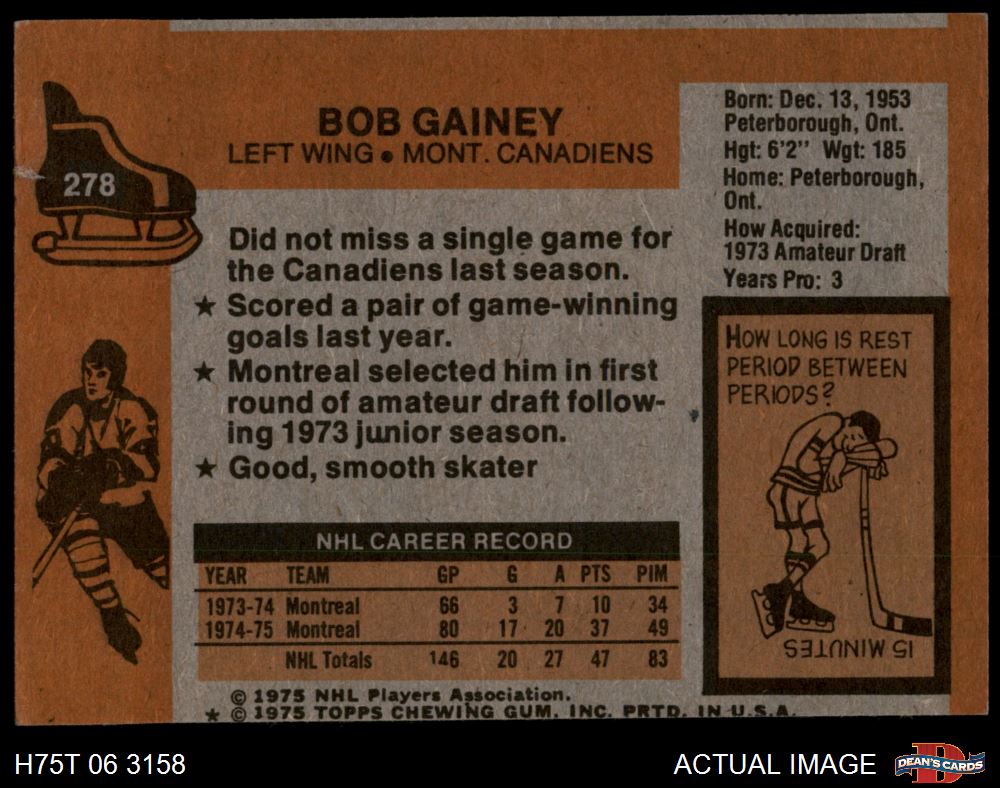 BOB GAINEY
LEFT WING • MONT. CANADIENS
278
Born: Dec. 13, 1953
Peterborough, Ont.
Hgt: 6'2" Wgt: 185
Home: Peterborough,
Ont.
How Acquired:
1973 Amateur Draft
Years Pro: 3
Did not miss a single game for
the Canadiens last season.
★ Scored a pair of game-winning
goals last year.
★ Montreal selected him in first
round of amateur draft follow-
ing 1973 junior season.
★ Good, smooth skater
HOW LONG IS REST
PERIOD BETWEEN
PERIODS?
15 MINUTES
NHL CAREER RECORD
YEAR TEAM GP G A PTS PIM
1973-74 Montreal 66 3 7 10 34
1974-75 Montreal 80 17 20 37 49
NHL Totals 146 20 27 47 83
© 1975 NHL Players Association.
★ © 1975 TOPPS CHEWING GUM, INC. PRTD. IN U.S.A.
H75T 06 3158
ACTUAL IMAGE
DEAN'S CARDS